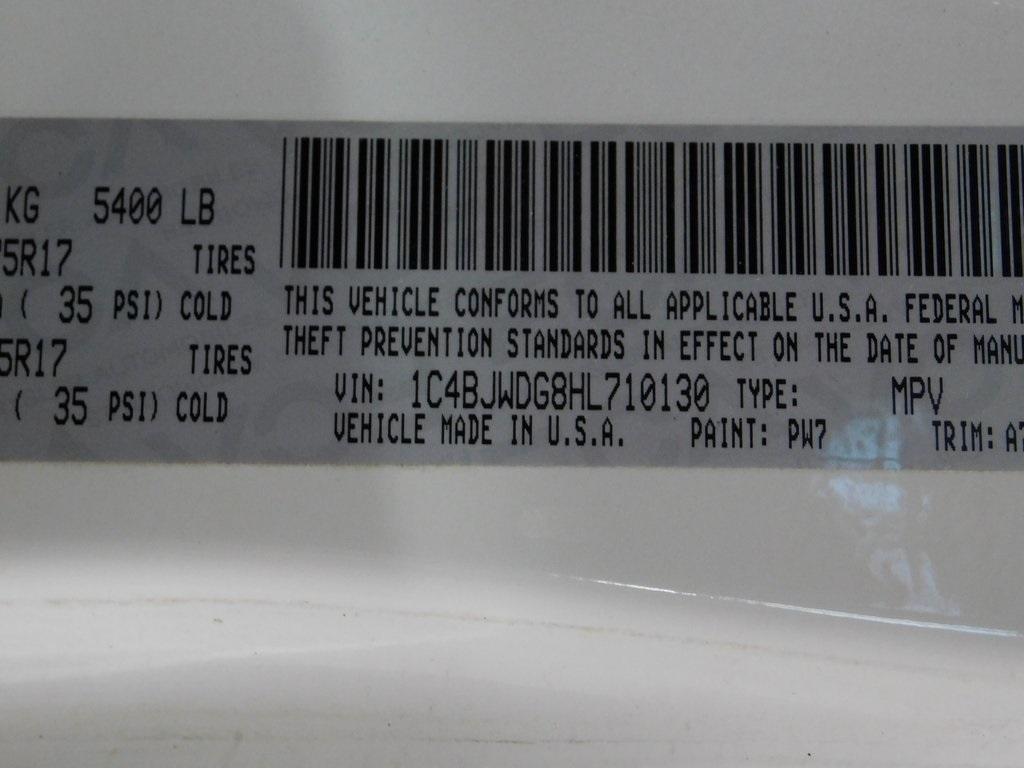 KG 5400 LB
5R17 TIRES
( 35 PSI) COLD
5R17 TIRES
( 35 PSI) COLD
THIS VEHICLE CONFORMS TO ALL APPLICABLE U.S.A. FEDERAL M
THEFT PREVENTION STANDARDS IN EFFECT ON THE DATE OF MANU
VIN: 1C4BJWDG8HL710130 TYPE: MPV
VEHICLE MADE IN U.S.A. PAINT: PW7 TRIM: A7